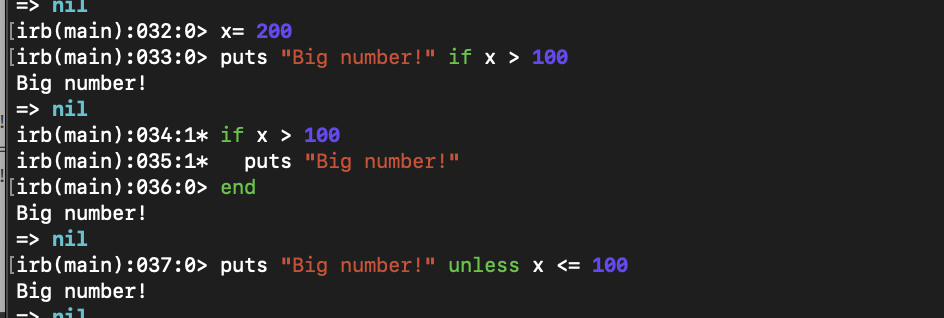 => nil
[irb(main):032:0> x= 200
[irb(main):033:0> puts "Big number!" if x > 100
Big number!
=> nil
irb(main):034:1* if x > 100
irb(main):035:1*   puts "Big number!"
[irb(main):036:0> end
Big number!
=> nil
[irb(main):037:0> puts "Big number!" unless x <= 100
Big number!
=> nil